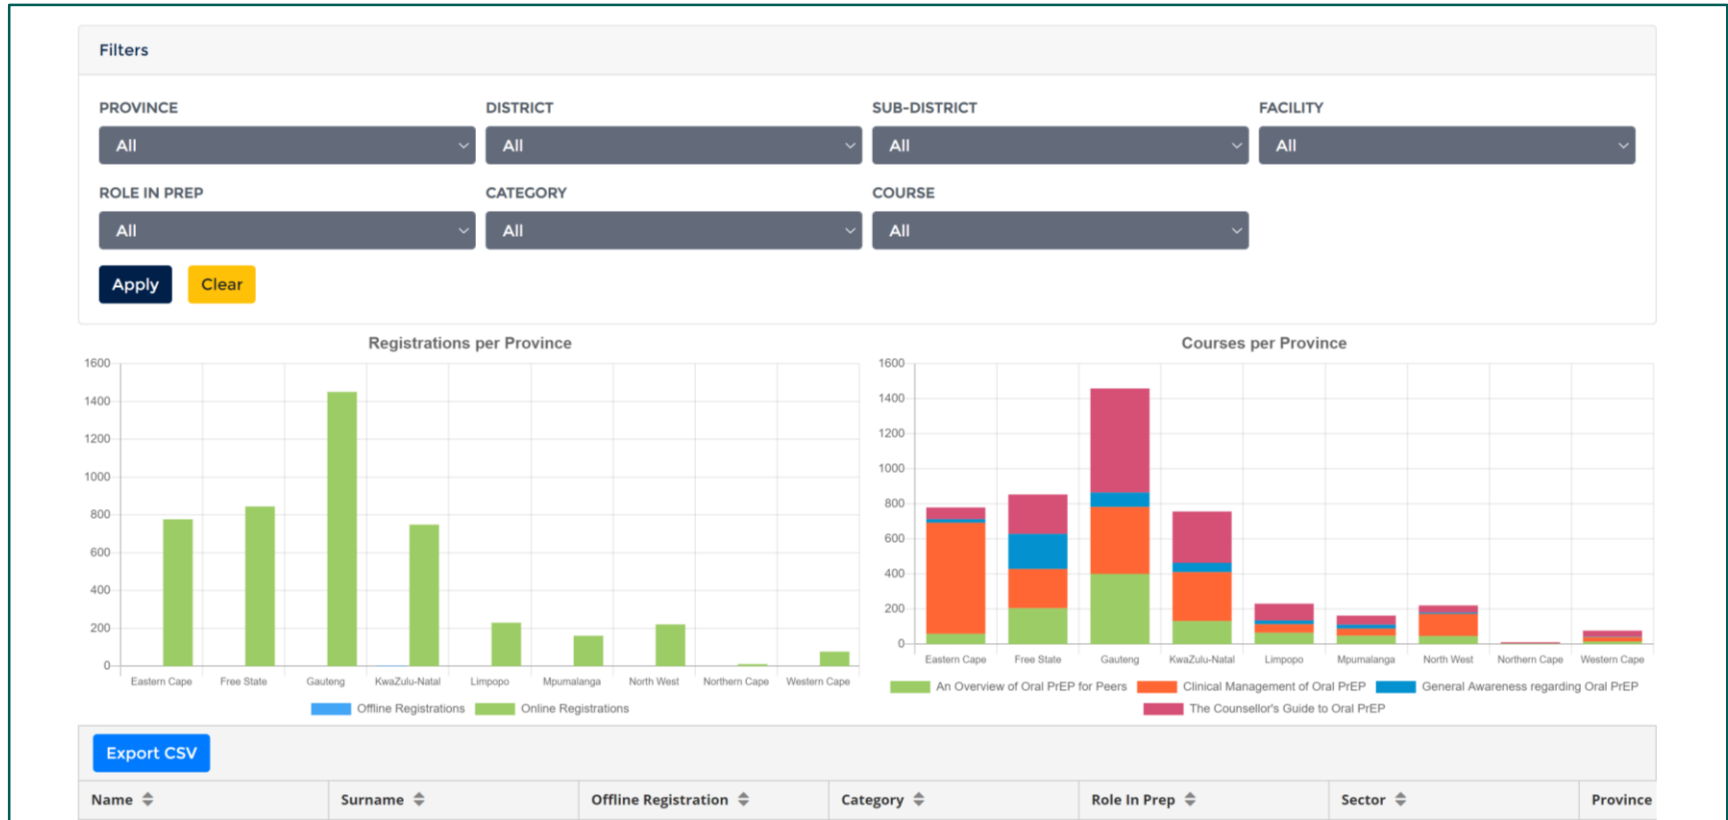 Filters
PROVINCE DISTRICT SUB-DISTRICT FACILITY
All All All All
ROLE IN PREP CATEGORY COURSE
All All All
Apply Clear
Registrations per Province
1600
1400
1200
1000
800
600
400
200
0
Eastern Cape Free State Gauteng KwaZulu-Natal Limpopo Mpumalanga North West Northern Cape Western Cape
Offline Registrations Online Registrations
Courses per Province
1600
1400
1200
1000
800
600
400
200
0
Eastern Cape Free State Gauteng KwaZulu-Natal Limpopo Mpumalanga North West Northern Cape Western Cape
An Overview of Oral PrEP for Peers Clinical Management of Oral PrEP General Awareness regarding Oral PrEP
The Counsellor's Guide to Oral PrEP
Export CSV
Name Surname Offline Registration Category Role In Prep Sector Province